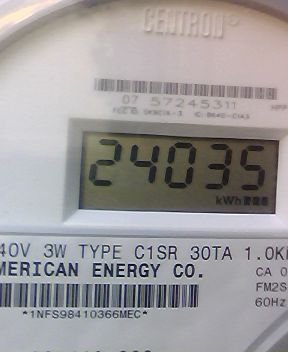 CENTRON®
07 57245311
24035
kWh
40V 3W TYPE C1SR 30TA 1.0K
MERICAN ENERGY CO.
CA 0
FM2S
60Hz
*1NFS98410366MEC*